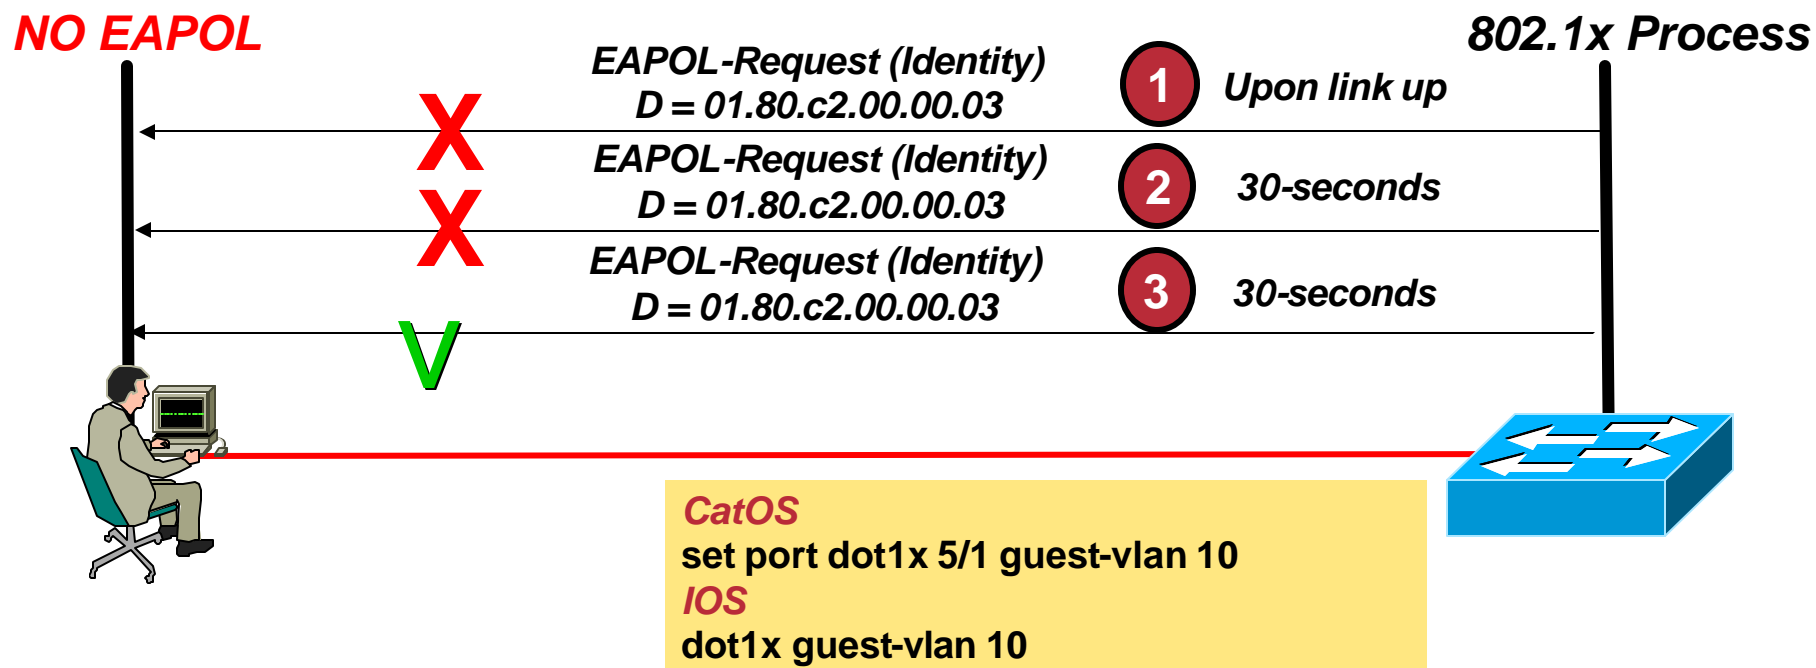 NO EAPOL
802.1x Process
EAPOL-Request (Identity)
D = 01.80.c2.00.00.03
1
Upon link up
X
EAPOL-Request (Identity)
D = 01.80.c2.00.00.03
2
30-seconds
X
EAPOL-Request (Identity)
D = 01.80.c2.00.00.03
3
30-seconds
V
CatOS
set port dot1x 5/1 guest-vlan 10
IOS
dot1x guest-vlan 10